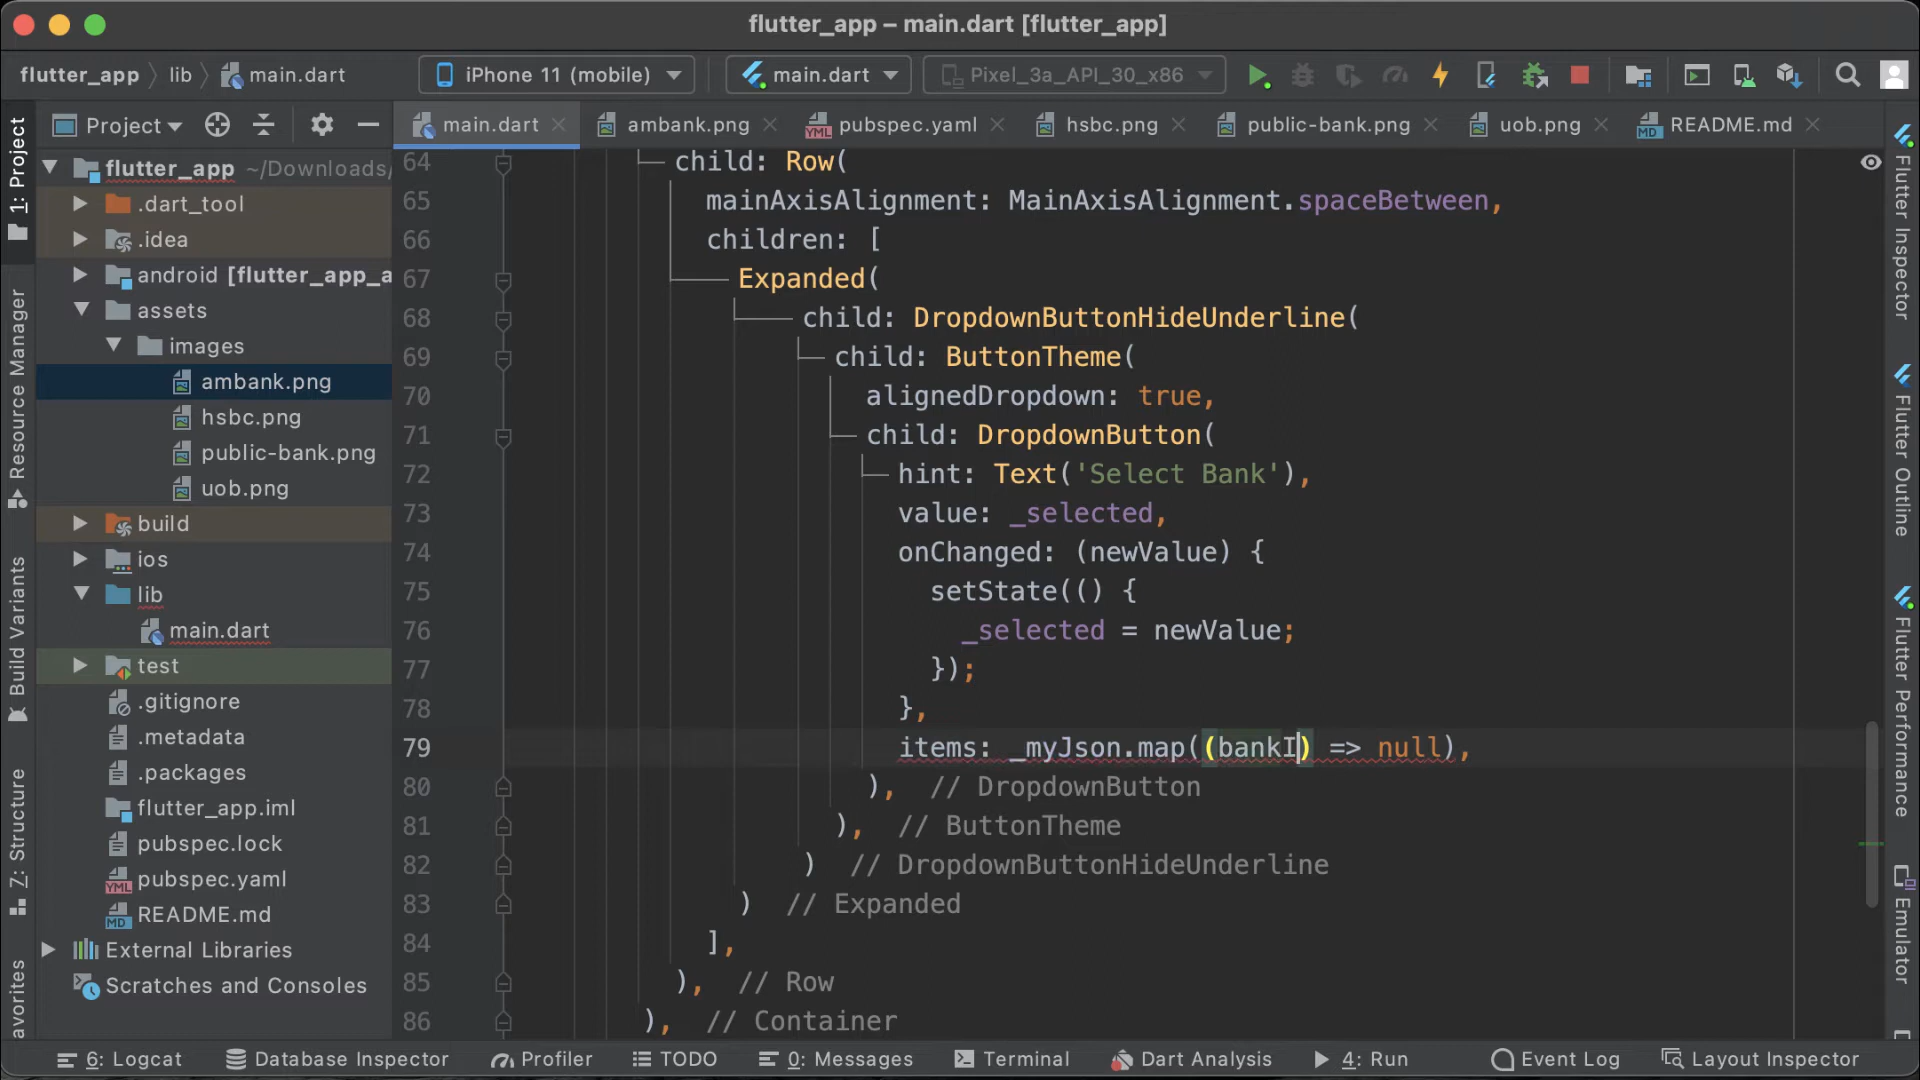 flutter_app – main.dart [flutter_app]
flutter_app lib main.dart
iPhone 11 (mobile)
main.dart
Pixel_3a_API_30_x86
Project
main.dart
ambank.png
pubspec.yaml
hsbc.png
public-bank.png
uob.png
README.md
1: Project
Resource Manager
Build Variants
7: Structure
avorites
flutter_app ~/Downloads/
.dart_tool
.idea
android [flutter_app_a
assets
images
ambank.png
hsbc.png
public-bank.png
uob.png
build
ios
lib
main.dart
test
.gitignore
.metadata
.packages
flutter_app.iml
pubspec.lock
pubspec.yaml
README.md
External Libraries
Scratches and Consoles
64 child: Row(
65 mainAxisAlignment: MainAxisAlignment.spaceBetween,
66 children: [
67 Expanded(
68 child: DropdownButtonHideUnderline(
69 child: ButtonTheme(
70 alignedDropdown: true,
71 child: DropdownButton(
72 hint: Text('Select Bank'),
73 value: _selected,
74 onChanged: (newValue) {
75 setState(() {
76 _selected = newValue;
77 });
78 },
79 items: _myJson.map((bankI) => null),
80 ), // DropdownButton
81 ), // ButtonTheme
82 ) // DropdownButtonHideUnderline
83 ) // Expanded
84 ],
85 ), // Row
86 ), // Container
Flutter Inspector
Flutter Outline
Flutter Performance
Emulator
6: Logcat
Database Inspector
Profiler
TODO
0: Messages
Terminal
Dart Analysis
4: Run
Event Log
Layout Inspector